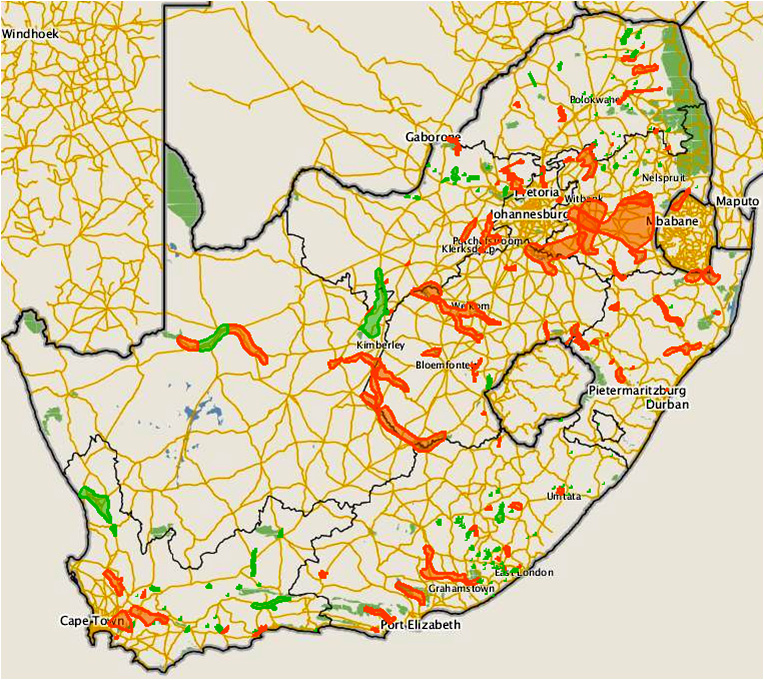 Windhoek
Polokwane
Gaborone
Nelspruit
Pretoria
Witbank
Maputo
Johannesburg
Mbabane
Potchefstroom
Klerksdorp
Welkom
Kimberley
Bloemfontein
Pietermaritzburg
Durban
Umtata
East London
Grahamstown
Cape Town
Port Elizabeth